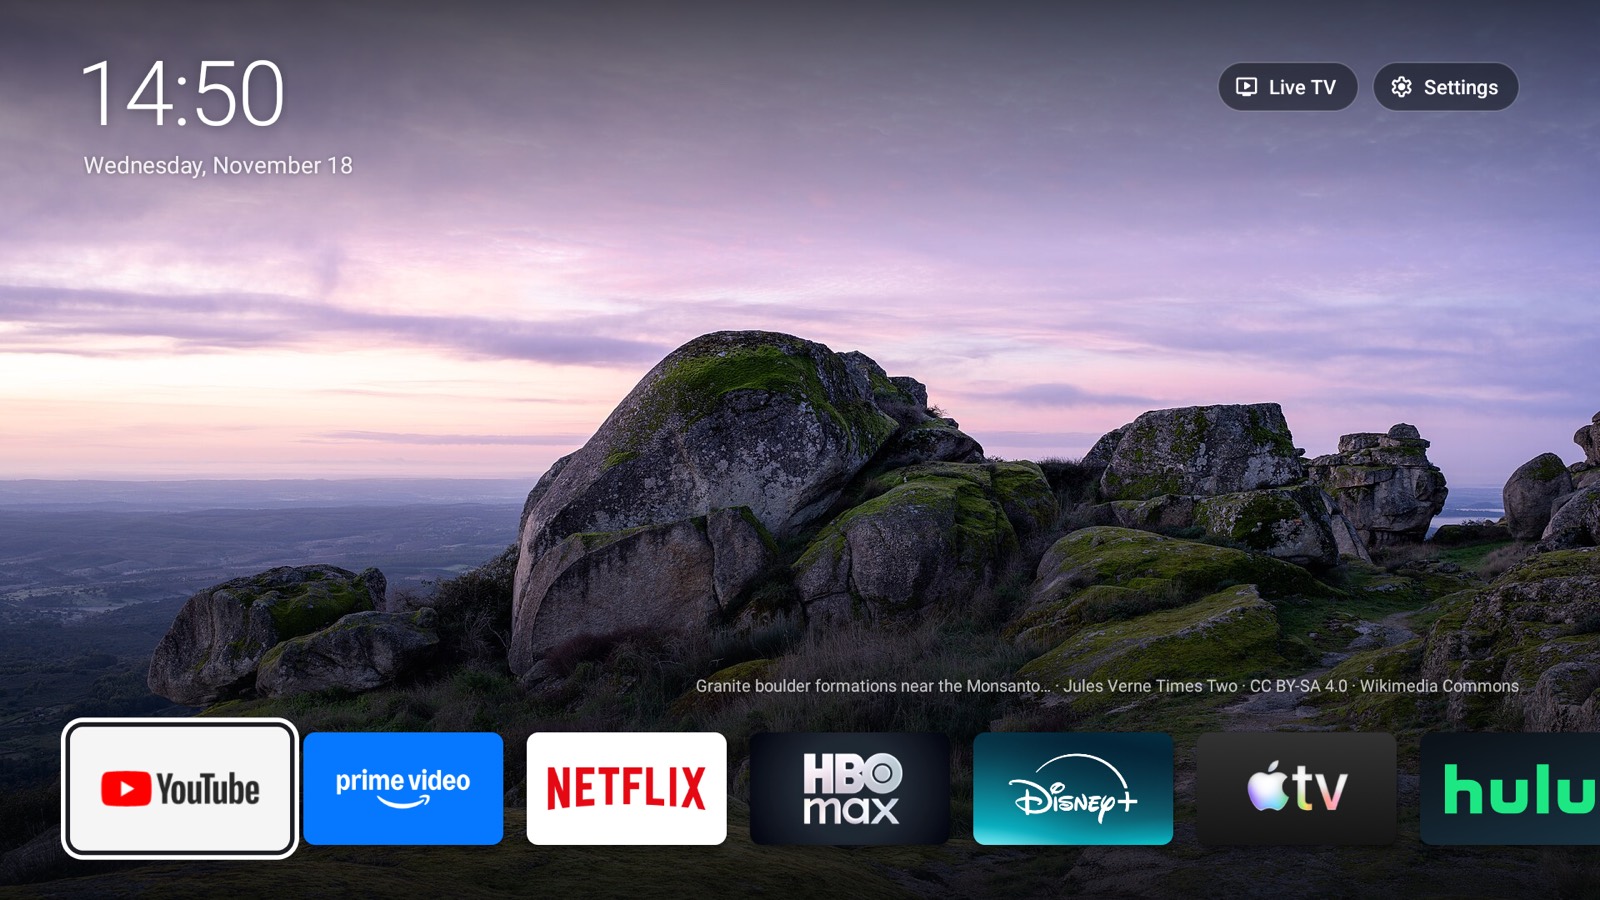 14:50
Wednesday, November 18
Live TV
Settings
Granite boulder formations near the Monsanto... · Jules Verne Times Two · CC BY-SA 4.0 · Wikimedia Commons
YouTube
prime video
NETFLIX
HBO
max
Disney+
tv
hulu